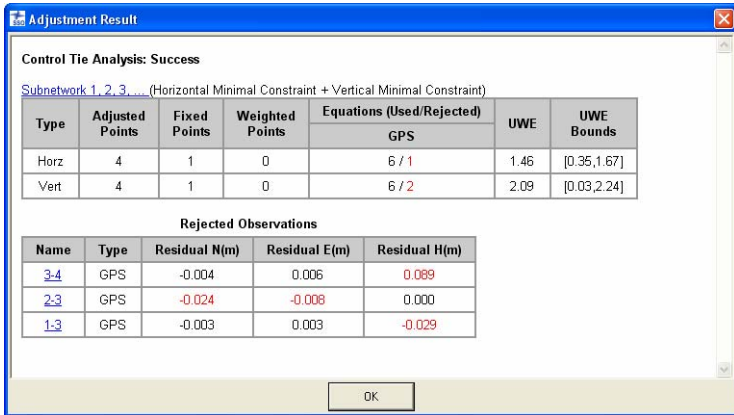 Adjustment Result
Control Tie Analysis: Success
Subnetwork 1, 2, 3, ... (Horizontal Minimal Constraint + Vertical Minimal Constraint)
Type Adjusted Points Fixed Points Weighted Points Equations (Used/Rejected) GPS UWE UWE Bounds
Horz 4 1 0 6 / 1 1.46 [0.35,1.67]
Vert 4 1 0 6 / 2 2.09 [0.03,2.24]
Rejected Observations
Name Type Residual N(m) Residual E(m) Residual H(m)
3-4 GPS -0.004 0.006 0.089
2-3 GPS -0.024 -0.008 0.000
1-3 GPS -0.003 0.003 -0.029
OK